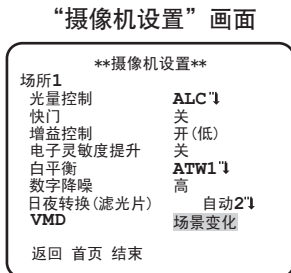 “摄像机设置”画面
**摄像机设置**
场所1
光量控制 ALC↵
快门 关
增益控制 开(低)
电子灵敏度提升 关
白平衡 ATW1↵
数字降噪 高
日夜转换(滤光片) 自动2↵
VMD 场景变化
返回 首页 结束